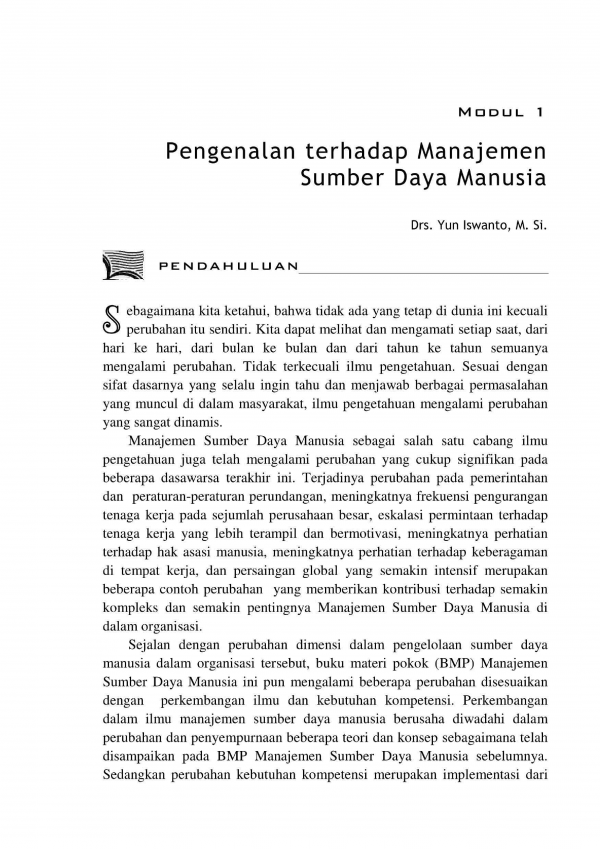 MODUL 1
Pengenalan terhadap Manajemen
Sumber Daya Manusia
Drs. Yun Iswanto, M. Si.
PENDAHULUAN
Sebagaimana kita ketahui, bahwa tidak ada yang tetap di dunia ini kecuali
perubahan itu sendiri. Kita dapat melihat dan mengamati setiap saat, dari
hari ke hari, dari bulan ke bulan dan dari tahun ke tahun semuanya
mengalami perubahan. Tidak terkecuali ilmu pengetahuan. Sesuai dengan
sifat dasarnya yang selalu ingin tahu dan menjawab berbagai permasalahan
yang muncul di dalam masyarakat, ilmu pengetahuan mengalami perubahan
yang sangat dinamis.
Manajemen Sumber Daya Manusia sebagai salah satu cabang ilmu
pengetahuan juga telah mengalami perubahan yang cukup signifikan pada
beberapa dasawarsa terakhir ini. Terjadinya perubahan pada pemerintahan
dan peraturan-peraturan perundangan, meningkatnya frekuensi pengurangan
tenaga kerja pada sejumlah perusahaan besar, eskalasi permintaan terhadap
tenaga kerja yang lebih terampil dan bermotivasi, meningkatnya perhatian
terhadap hak asasi manusia, meningkatnya perhatian terhadap keberagaman
di tempat kerja, dan persaingan global yang semakin intensif merupakan
beberapa contoh perubahan yang memberikan kontribusi terhadap semakin
kompleks dan semakin pentingnya Manajemen Sumber Daya Manusia di
dalam organisasi.
Sejalan dengan perubahan dimensi dalam pengelolaan sumber daya
manusia dalam organisasi tersebut, buku materi pokok (BMP) Manajemen
Sumber Daya Manusia ini pun mengalami beberapa perubahan disesuaikan
dengan perkembangan ilmu dan kebutuhan kompetensi. Perkembangan
dalam ilmu manajemen sumber daya manusia berusaha diwadahi dalam
perubahan dan penyempurnaan beberapa teori dan konsep sebagaimana telah
disampaikan pada BMP Manajemen Sumber Daya Manusia sebelumnya.
Sedangkan perubahan kebutuhan kompetensi merupakan implementasi dari